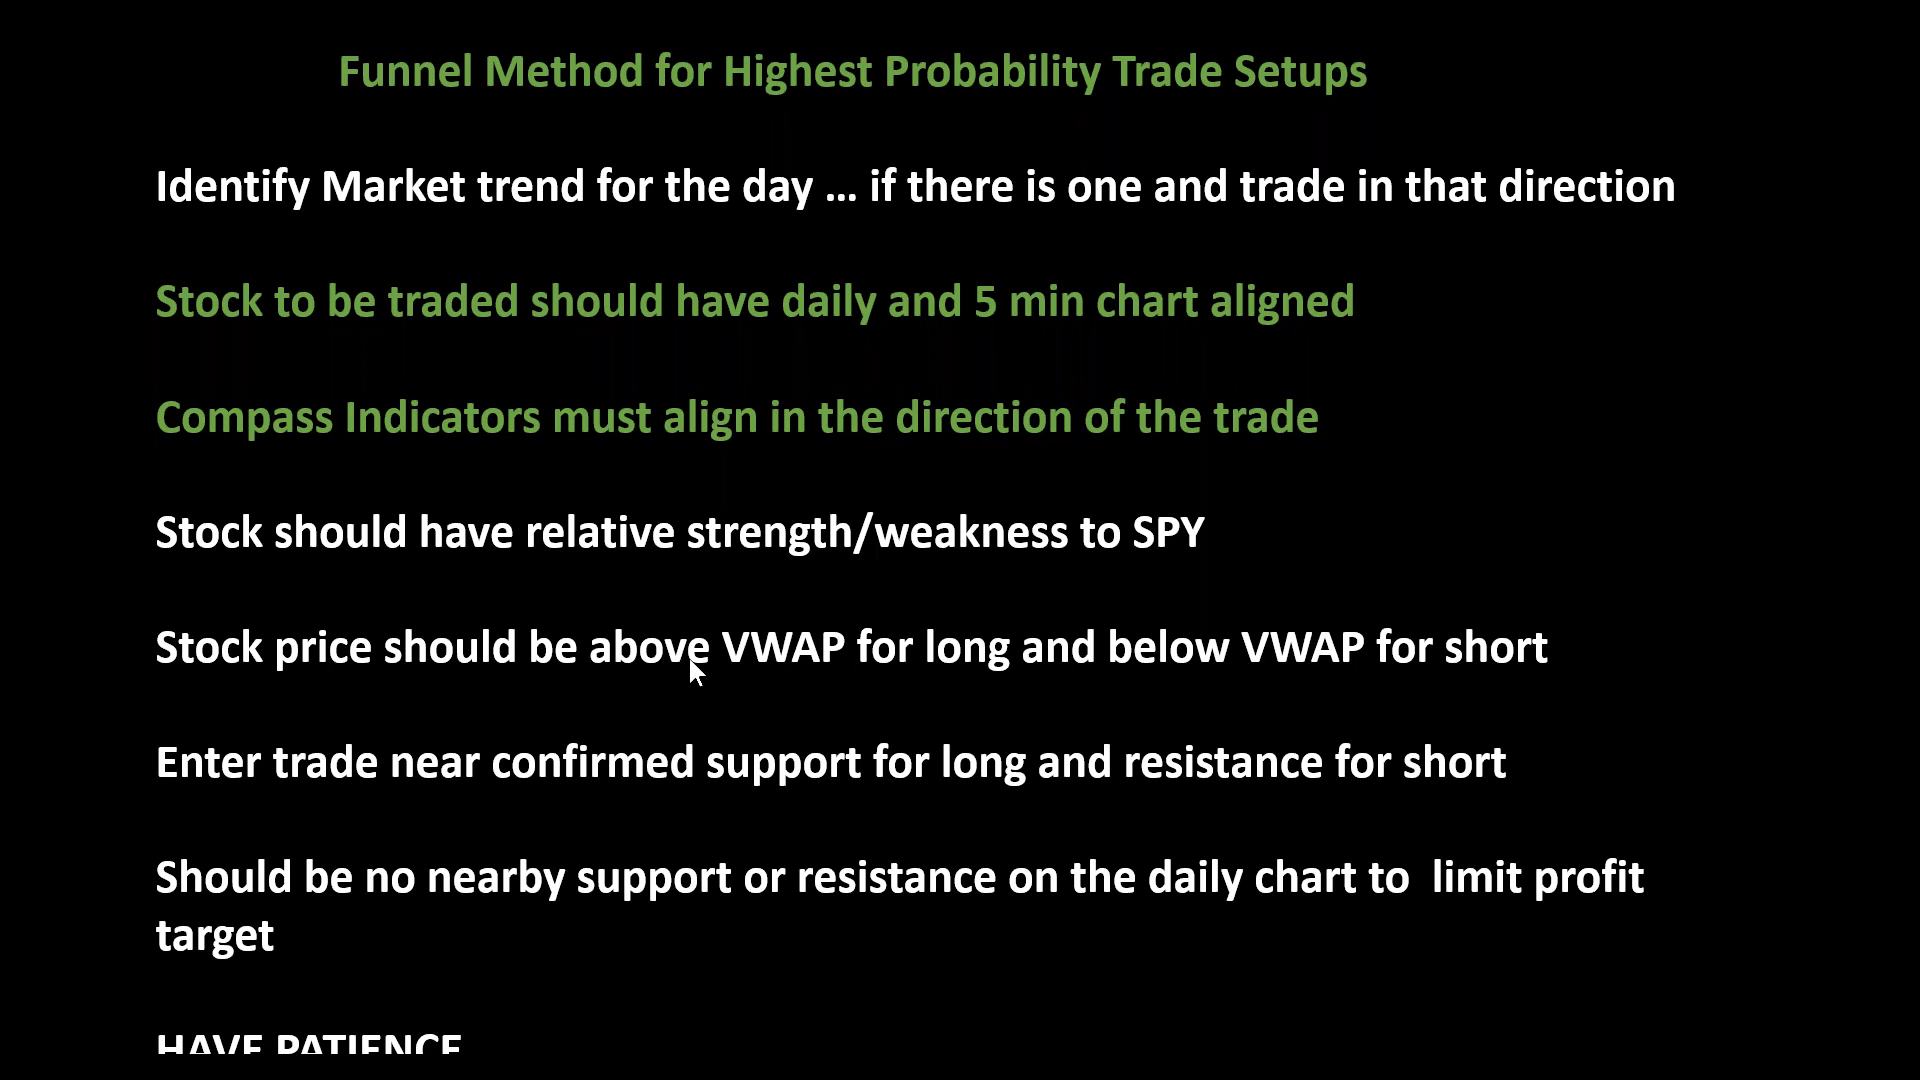 Funnel Method for Highest Probability Trade Setups
Identify Market trend for the day … if there is one and trade in that direction
Stock to be traded should have daily and 5 min chart aligned
Compass Indicators must align in the direction of the trade
Stock should have relative strength/weakness to SPY
Stock price should be above VWAP for long and below VWAP for short
Enter trade near confirmed support for long and resistance for short
Should be no nearby support or resistance on the daily chart to  limit profit
target
HAVE PATIENCE